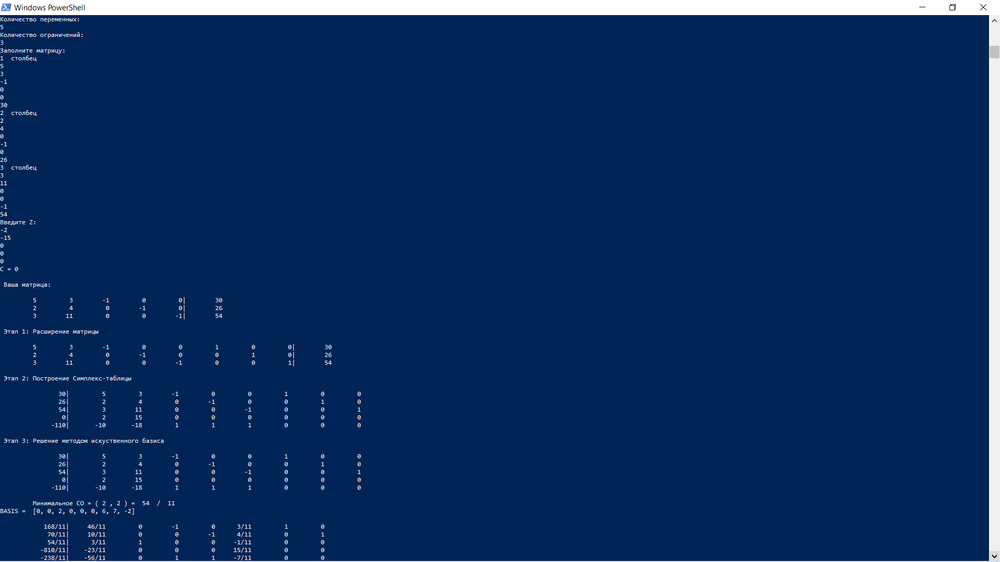 Windows PowerShell
Количество переменных:
5
Количество ограничений:
3
Заполните матрицу:
1  столбец
5
3
-1
0
0
30
2  столбец
2
4
0
-1
0
26
3  столбец
3
11
0
0
-1
54
Введите Z:
-2
-15
0
0
0
C = 0
Ваша матрица:
5 3 -1 0 0| 30
2 4 0 -1 0| 26
3 11 0 0 -1| 54
Этап 1: Расширение матрицы
5 3 -1 0 0 1 0 0| 30
2 4 0 -1 0 0 1 0| 26
3 11 0 0 -1 0 0 1| 54
Этап 2: Построение Симплекс-таблицы
30| 5 3 -1 0 0 1 0 0
26| 2 4 0 -1 0 0 1 0
54| 3 11 0 0 -1 0 0 1
0| 2 15 0 0 0 0 0 0
-110| -10 -18 1 1 1 0 0 0
Этап 3: Решение методом искуственного базиса
30| 5 3 -1 0 0 1 0 0
26| 2 4 0 -1 0 0 1 0
54| 3 11 0 0 -1 0 0 1
0| 2 15 0 0 0 0 0 0
-110| -10 -18 1 1 1 0 0 0
Минимальное СО = ( 2 , 2 ) =  54  /  11
BASIS =  [0, 0, 2, 0, 0, 0, 6, 7, -2]
168/11| 46/11 0 -1 0 3/11 1 0
70/11| 10/11 0 0 -1 4/11 0 1
54/11| 3/11 1 0 0 -1/11 0 0
-810/11| -23/11 0 0 0 15/11 0 0
-238/11| -56/11 0 1 1 -7/11 0 0